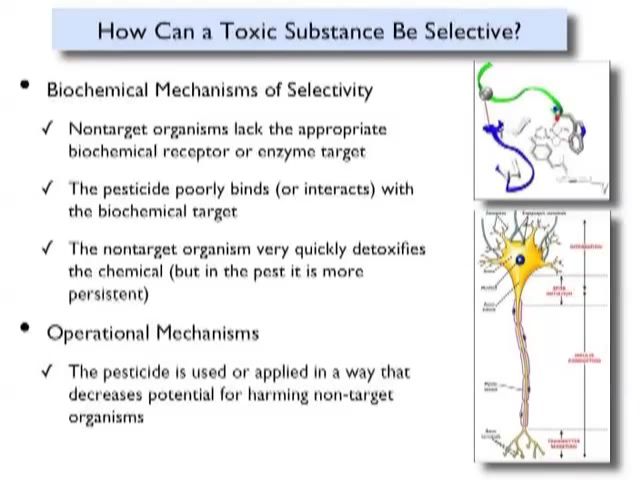 How Can a Toxic Substance Be Selective?
• Biochemical Mechanisms of Selectivity
✓ Nontarget organisms lack the appropriate
biochemical receptor or enzyme target
✓ The pesticide poorly binds (or interacts) with
the biochemical target
✓ The nontarget organism very quickly detoxifies
the chemical (but in the pest it is more
persistent)
• Operational Mechanisms
✓ The pesticide is used or applied in a way that
decreases potential for harming non-target
organisms